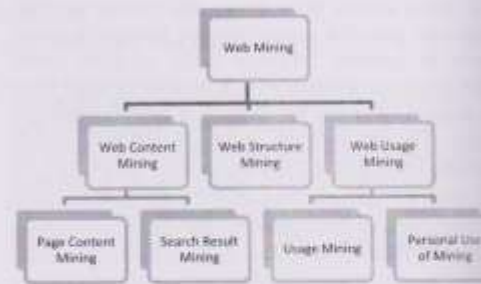 Web Mining
Web Content
Mining
Web Structure
Mining
Web Usage
Mining
Page Content
Mining
Search Result
Mining
Usage Mining
Personal Use
of Mining